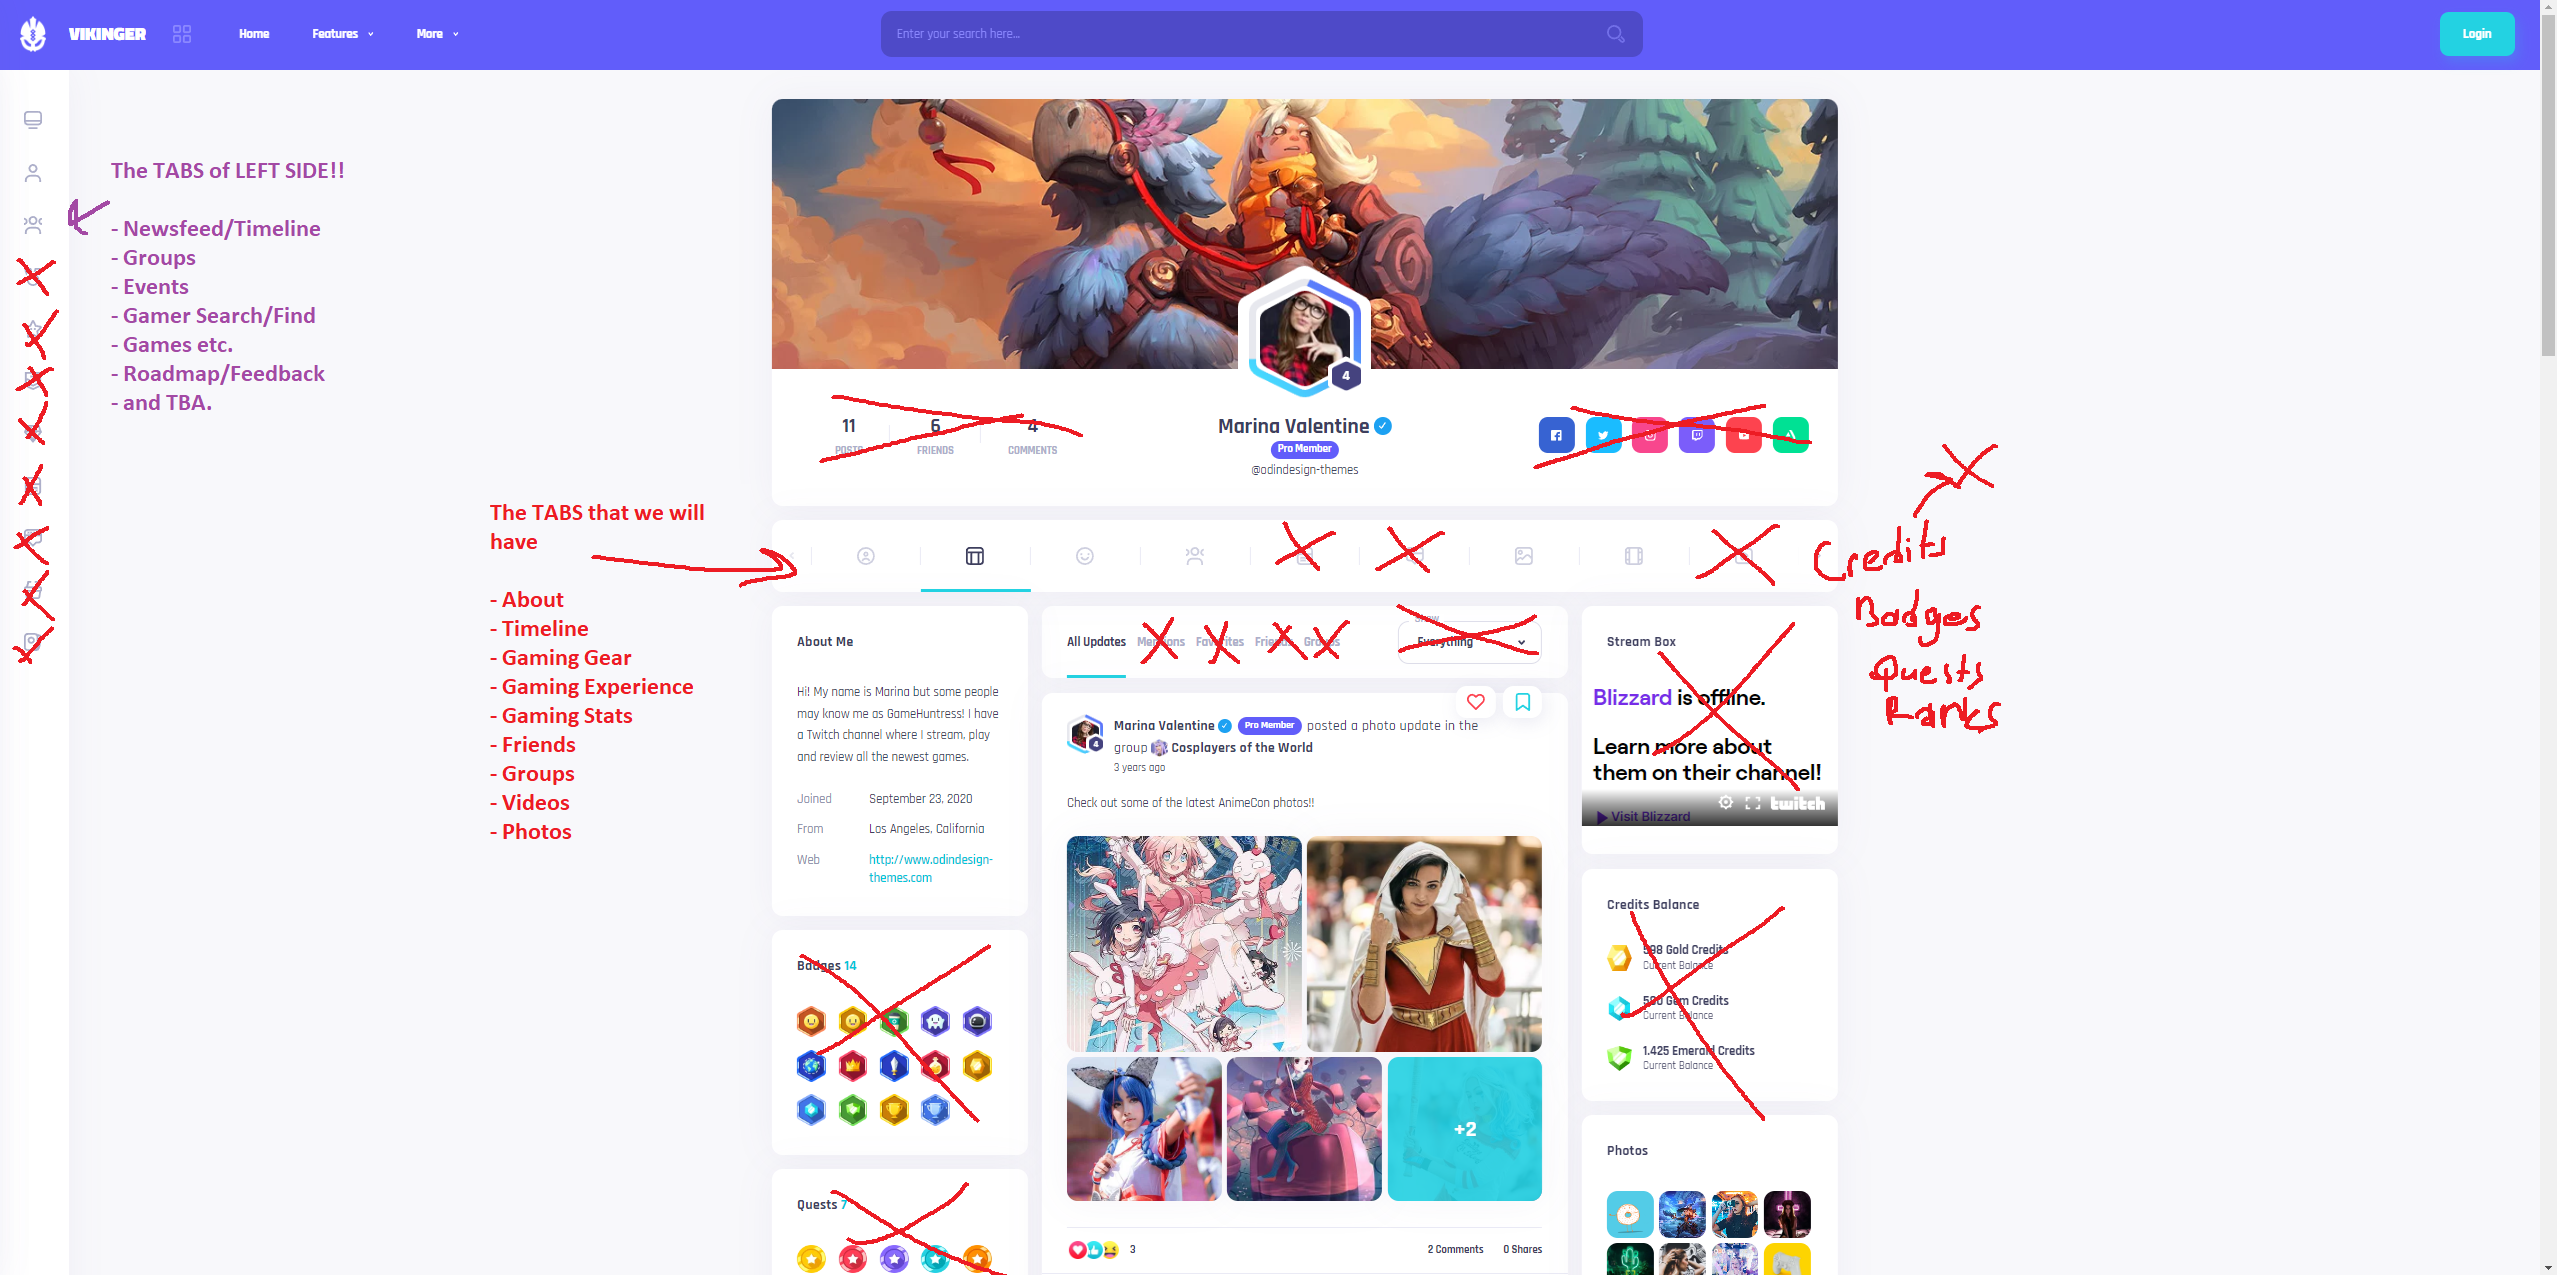 VIKINGER
Home
Features
More
Enter your search here...
Login
The TABS of LEFT SIDE!!
- Newsfeed/Timeline
- Groups
- Events
- Gamer Search/Find
- Games etc.
- Roadmap/Feedback
- and TBA.
4
11
POSTS
6
FRIENDS
4
COMMENTS
Marina Valentine
Pro Member
@odindesign-themes
The TABS that we will
have
- About
- Timeline
- Gaming Gear
- Gaming Experience
- Gaming Stats
- Friends
- Groups
- Videos
- Photos
Credits
Badges
Quests
Ranks
About Me
Hi! My name is Marina but some people
may know me as GameHuntress! I have
a Twitch channel where I stream, play
and review all the newest games.
Joined September 23, 2020
From Los Angeles, California
Web http://www.odindesign-
themes.com
Badges 14
Quests 7
All Updates Mentions Favorites Friends Groups
Show
Everything
Marina Valentine Pro Member posted a photo update in the
group Cosplayers of the World
3 years ago
4
Check out some of the latest AnimeCon photos!!
+2
3
2 Comments 0 Shares
Stream Box
Blizzard is offline.
Learn more about
them on their channel!
twitch
Visit Blizzard
Credits Balance
Gold Credits
Current Balance
Gem Credits
Current Balance
1.425 Emerald Credits
Current Balance
Photos